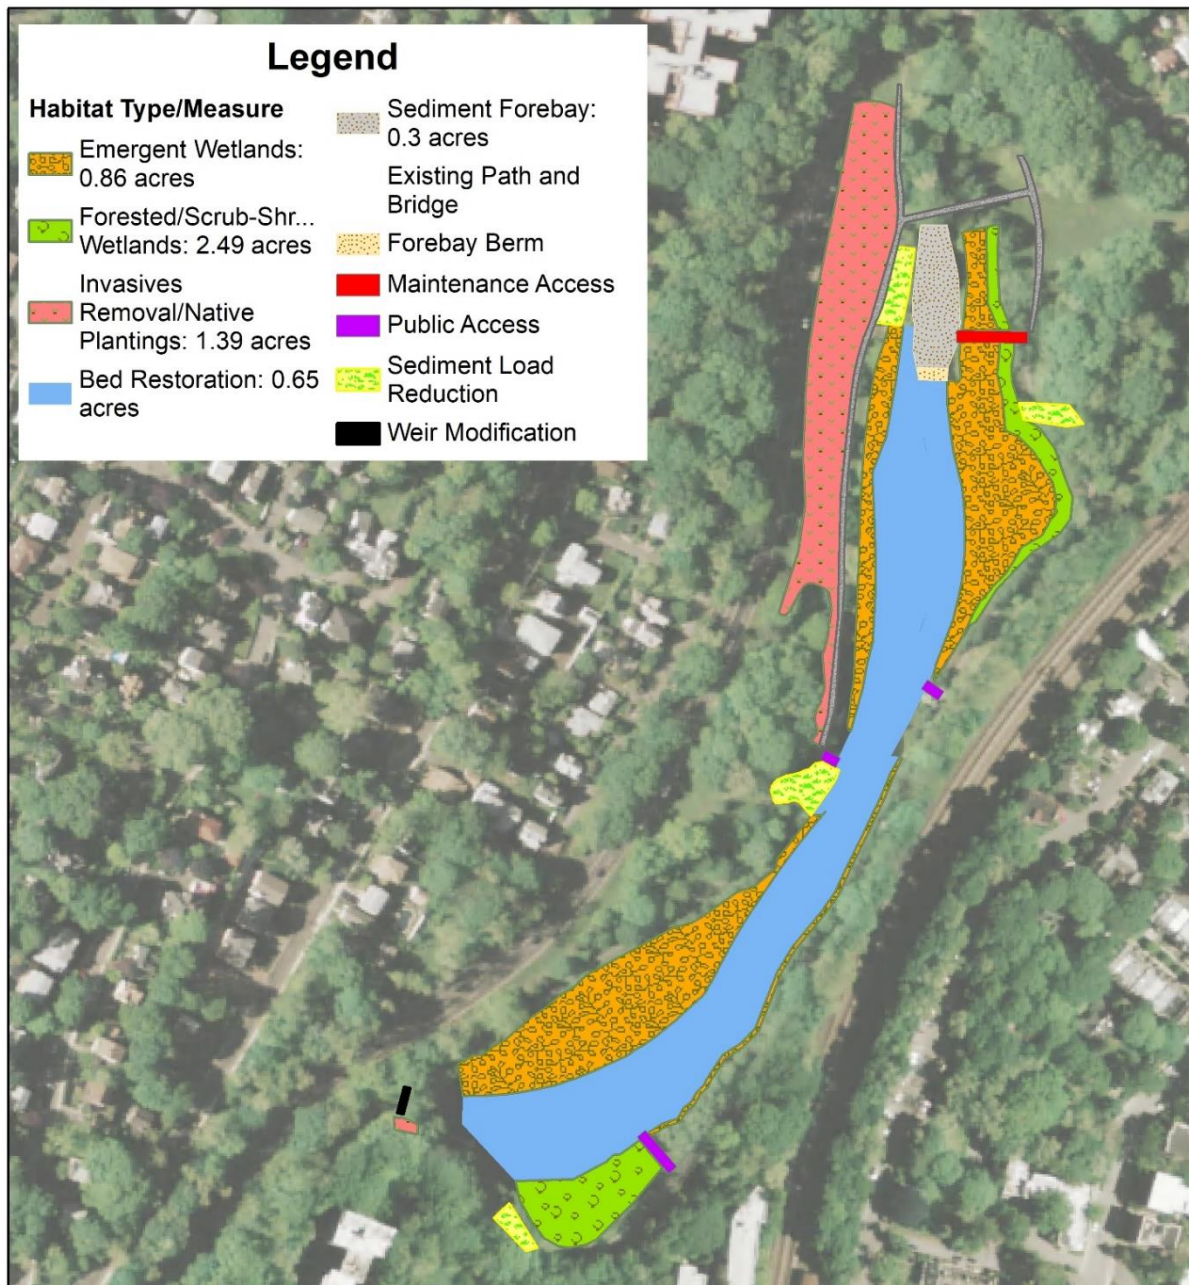 Legend
Habitat Type/Measure
Emergent Wetlands:
0.86 acres
Forested/Scrub-Shr...
Wetlands: 2.49 acres
Invasives
Removal/Native
Plantings: 1.39 acres
Bed Restoration: 0.65
acres
Sediment Forebay:
0.3 acres
Existing Path and
Bridge
Forebay Berm
Maintenance Access
Public Access
Sediment Load
Reduction
Weir Modification